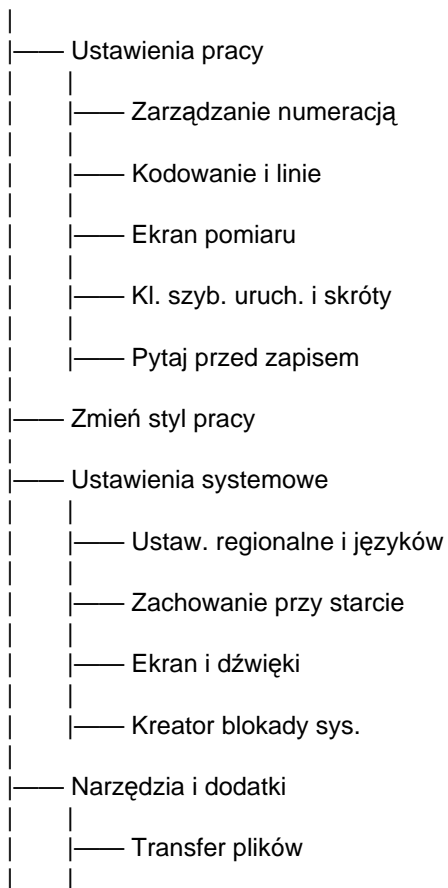 Ustawienia pracy
Zarządzanie numeracją
Kodowanie i linie
Ekran pomiaru
Kl. szyb. uruch. i skróty
Pytaj przed zapisem
Zmień styl pracy
Ustawienia systemowe
Ustaw. regionalne i języków
Zachowanie przy starcie
Ekran i dźwięki
Kreator blokady sys.
Narzędzia i dodatki
Transfer plików